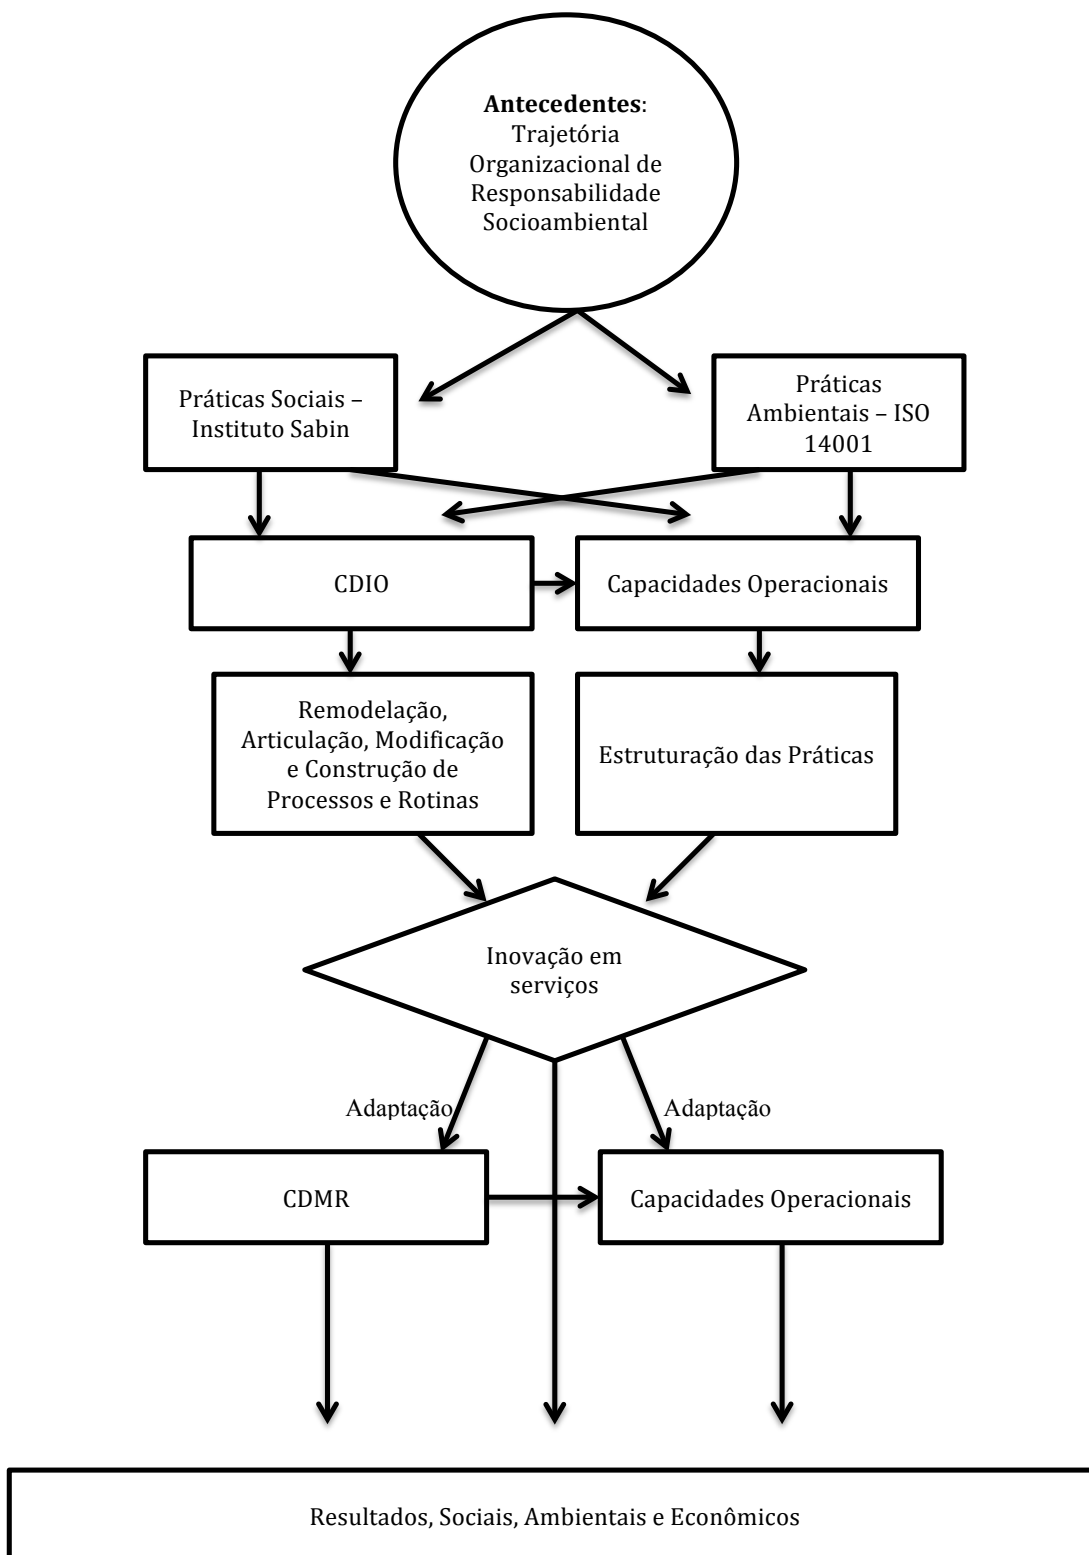 Antecedentes:
Trajetória
Organizacional de
Responsabilidade
Socioambiental
Práticas Sociais –
Instituto Sabin
Práticas
Ambientais – ISO
14001
CDIO
Capacidades Operacionais
Remodelação,
Articulação, Modificação
e Construção de
Processos e Rotinas
Estruturação das Práticas
Inovação em
serviços
Adaptação
Adaptação
CDMR
Capacidades Operacionais
Resultados, Sociais, Ambientais e Econômicos